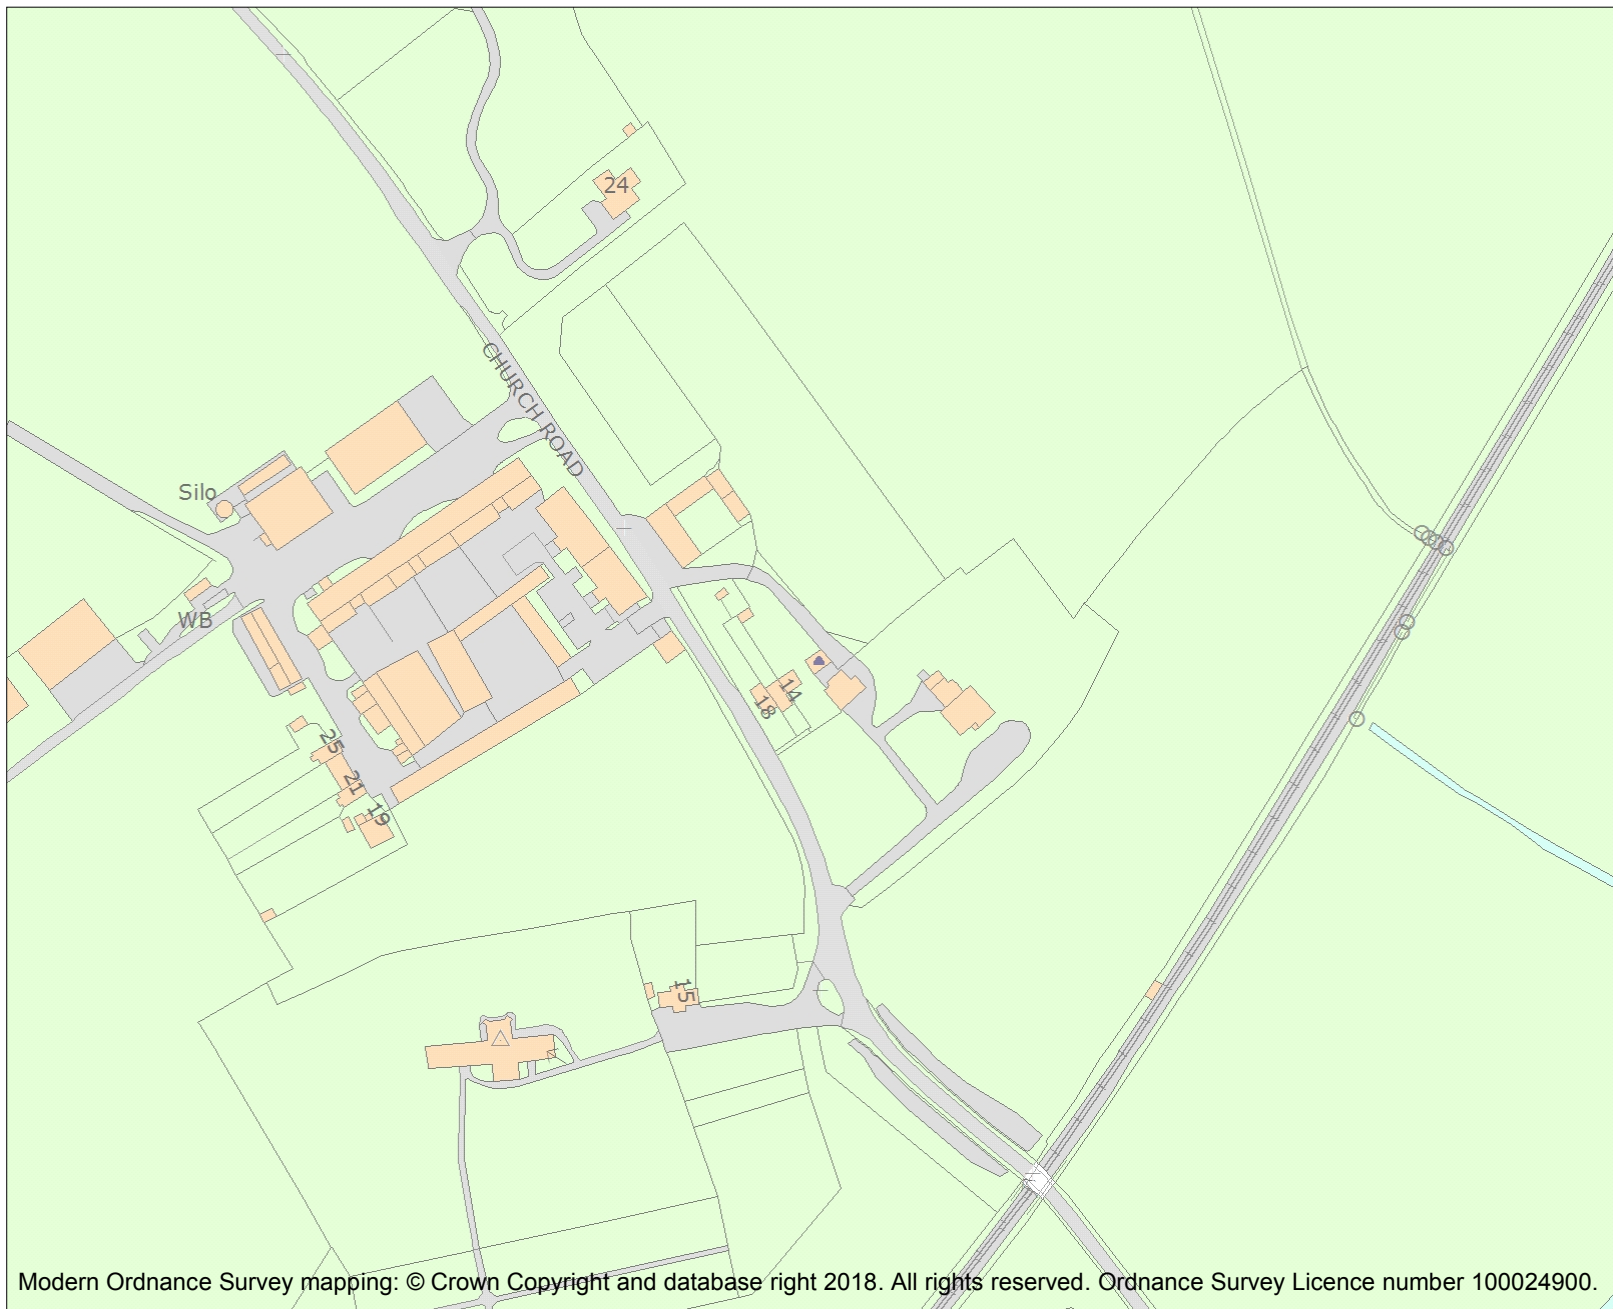 24
CHURCH ROAD
Silo
WB
14
18
25
21
19
15
Modern Ordnance Survey mapping: © Crown Copyright and database right 2018. All rights reserved. Ordnance Survey Licence number 100024900.